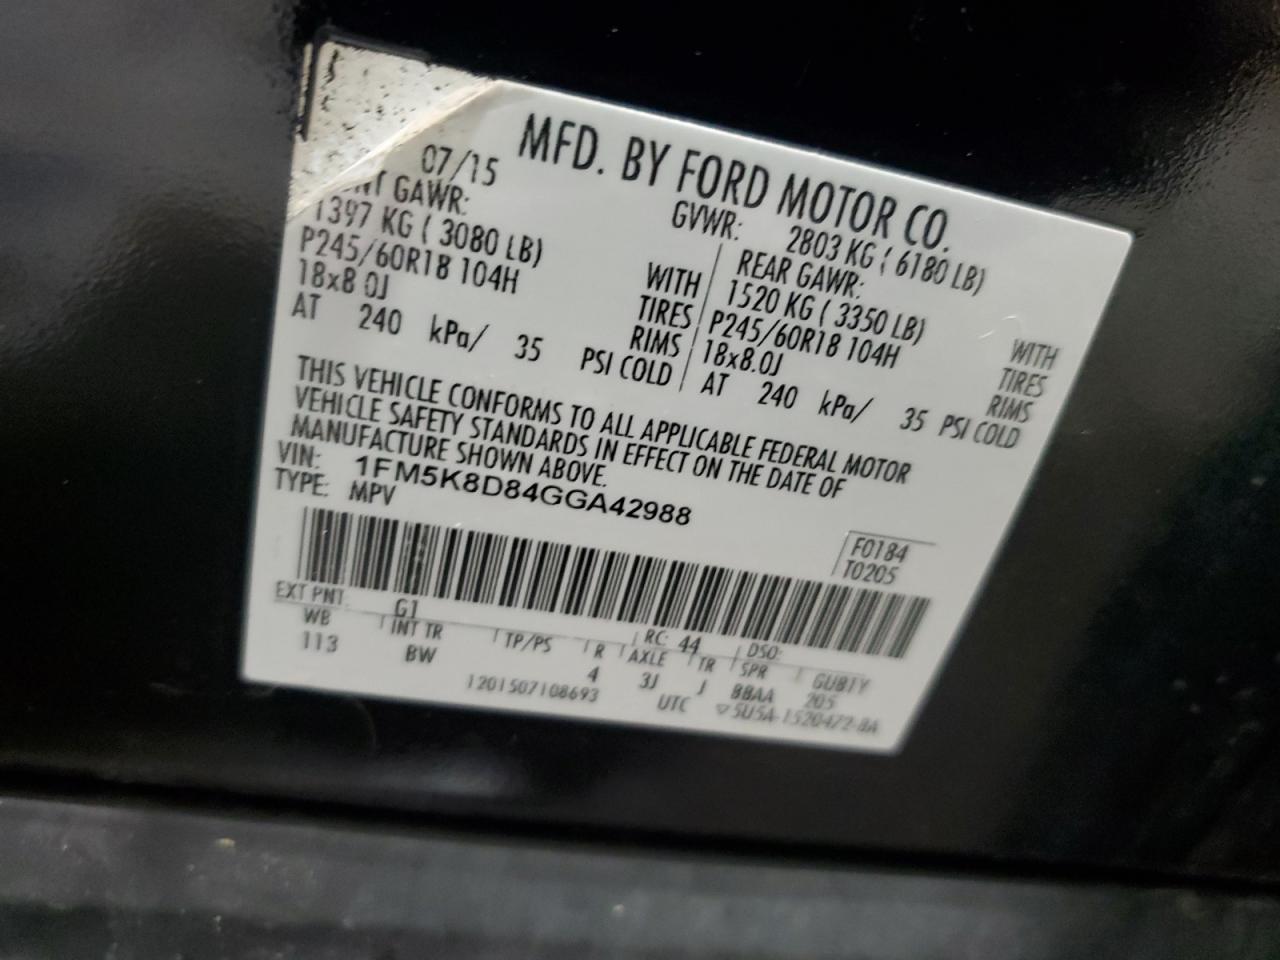 MFD. BY FORD MOTOR CO.
07/15 GVWR: 2803 KG ( 6180 LB)
GAWR: REAR GAWR:
1397 KG ( 3080 LB) WITH 1520 KG ( 3350 LB) WITH
P245/60R18 104H TIRES P245/60R18 104H TIRES
18x8.0J RIMS 18x8.0J RIMS
AT 240 kPa/ 35 PSI COLD AT 240 kPa/ 35 PSI COLD
THIS VEHICLE CONFORMS TO ALL APPLICABLE FEDERAL MOTOR
VEHICLE SAFETY STANDARDS IN EFFECT ON THE DATE OF
MANUFACTURE SHOWN ABOVE.
VIN: 1FM5K8D84GGA42988
TYPE: MPV
F0184
T0205
EXT PNT: G1 RC: 44 DSO:
WB INT TR TP/PS R AXLE TR SPR GUBTY
113 BW 4 3J J BBAA 205
1201507108693 UTC ▽5U5A-1520472-BA